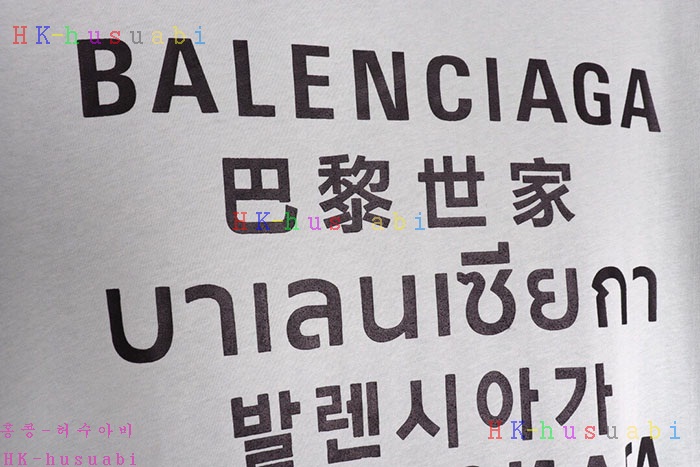 HK-husuabi
BALENCIAGA
巴黎世家
HK-husuabi
บาเลนเซียกา
발렌시아가
HK-husuabi
홍콩-허수아비
HK-husuabi